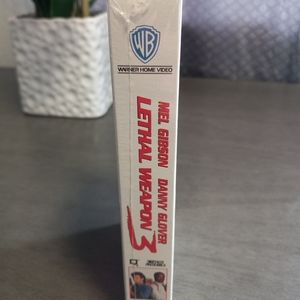 WB
WARNER HOME VIDEO
MEL GIBSON DANNY GLOVER
LETHAL WEAPON 3